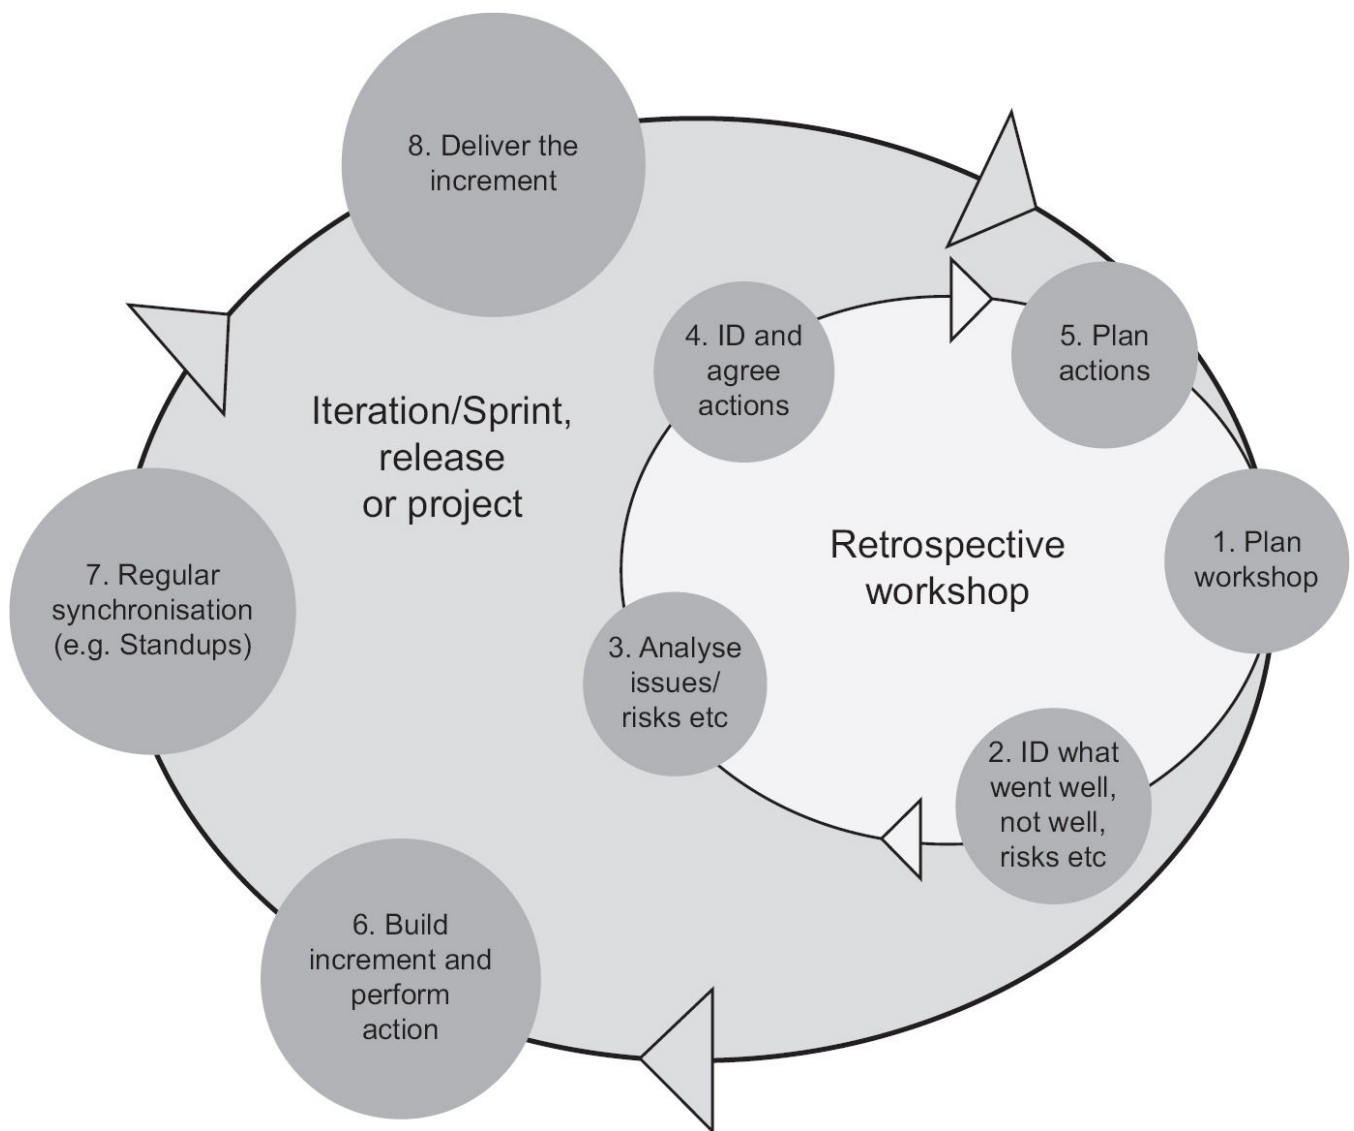 8. Deliver the
increment
4. ID and
agree
actions
5. Plan
actions
Iteration/Sprint,
release
or project
Retrospective
workshop
1. Plan
workshop
7. Regular
synchronisation
(e.g. Standups)
3. Analyse
issues/
risks etc
2. ID what
went well,
not well,
risks etc
6. Build
increment and
perform
action